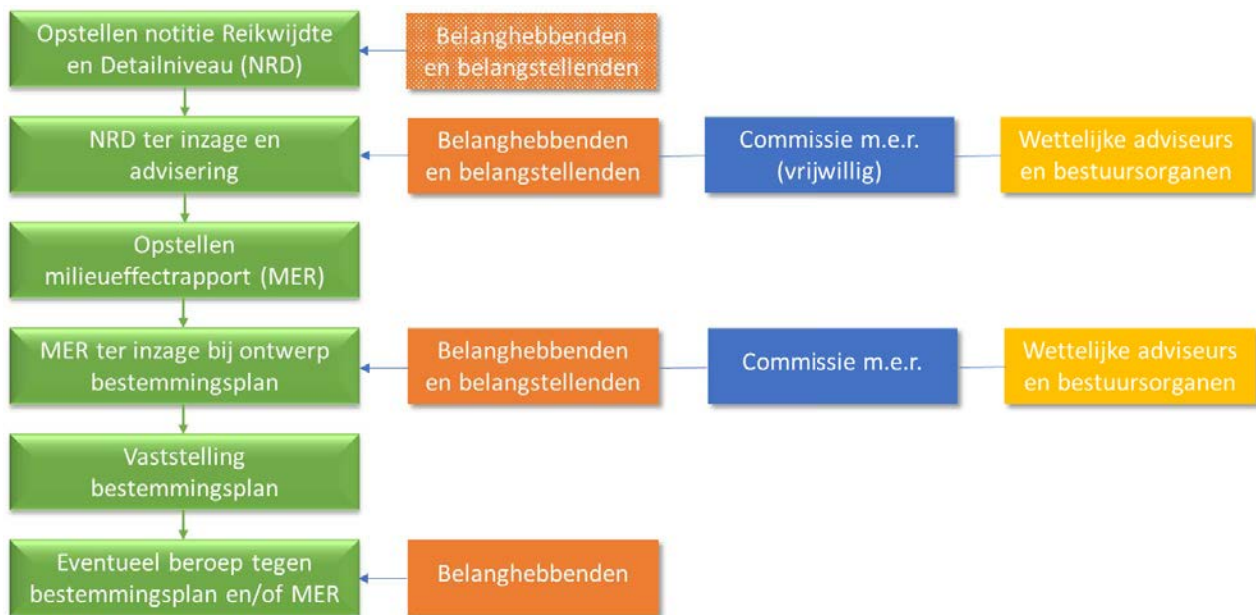 Opstellen notitie Reikwijdte
en Detailniveau (NRD)
Belanghebbenden
en belangstellenden
NRD ter inzage en
advisering
Belanghebbenden
en belangstellenden
Commissie m.e.r.
(vrijwillig)
Wettelijke adviseurs
en bestuursorganen
Opstellen
milieueffectrapport (MER)
MER ter inzage bij ontwerp
bestemmingsplan
Belanghebbenden
en belangstellenden
Commissie m.e.r.
Wettelijke adviseurs
en bestuursorganen
Vaststelling
bestemmingsplan
Eventueel beroep tegen
bestemmingsplan en/of MER
Belanghebbenden